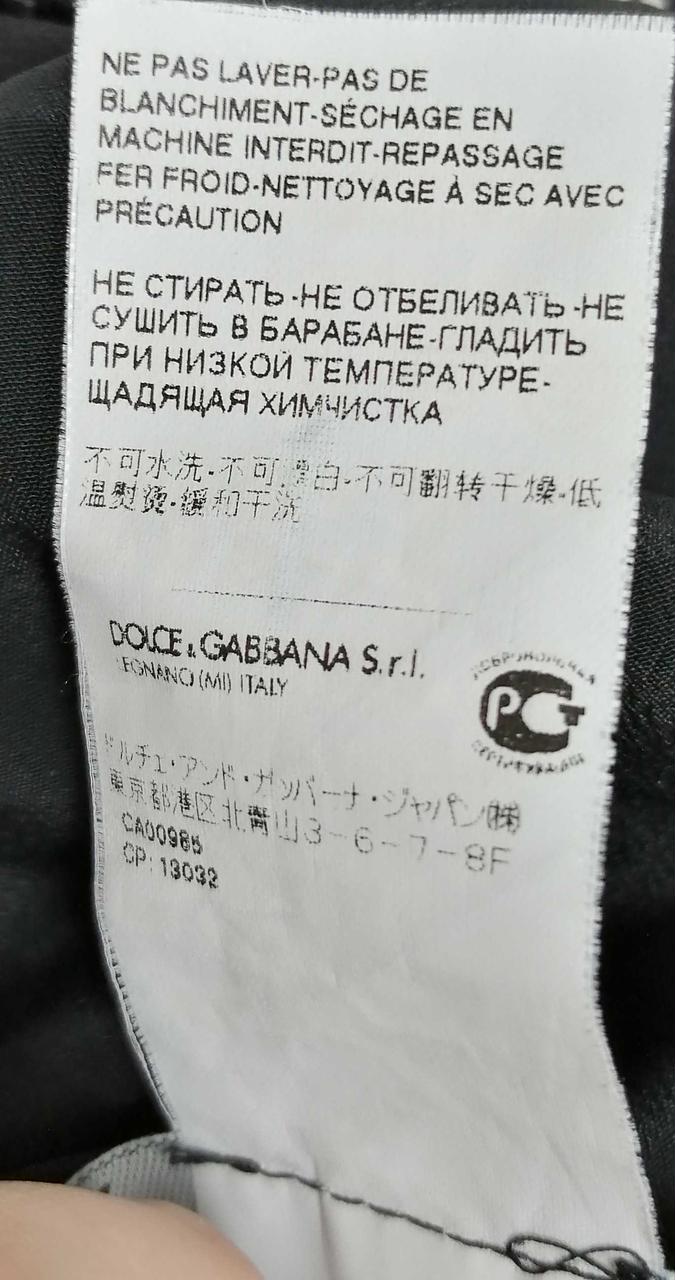 NE PAS LAVER-PAS DE
BLANCHIMENT-SÉCHAGE EN
MACHINE INTERDIT-REPASSAGE
FER FROID-NETTOYAGE À SEC AVEC
PRÉCAUTION
НЕ СТИРАТЬ-НЕ ОТБЕЛИВАТЬ-НЕ
СУШИТЬ В БАРАБАНЕ-ГЛАДИТЬ
ПРИ НИЗКОЙ ТЕМПЕРАТУРЕ-
ЩАДЯЩАЯ ХИМЧИСТКА
不可水洗-不可漂白-不可翻转干燥-低
温熨烫-缓和干洗
DOLCE & GABBANA S.r.l.
LEGNANO (MI) ITALY
ДОБРОВОЛЬНАЯ
РСТ
СЕРТИФИКАЦИЯ
ドルチェ・アンド・ガッバーナ・ジャパン㈱
東京都港区北青山3-6-7-8F
CA00985
CP: 13032